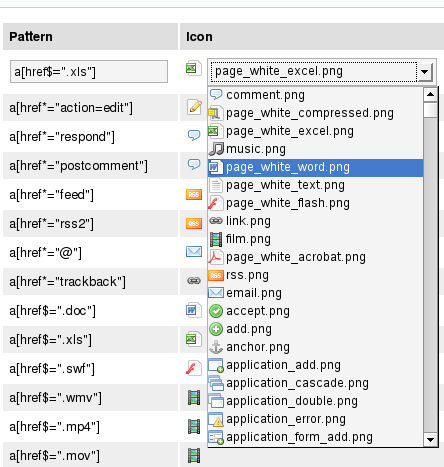 Pattern Icon
a[href$=".xls"] page_white_excel.png
comment.png
a[href*="action=edit"] page_white_compressed.png
page_white_excel.png
a[href*="respond"] music.png
a[href*="postcomment"] page_white_word.png
page_white_text.png
a[href*="feed"] page_white_flash.png
a[href*="rss2"] link.png
film.png
a[href*="@"] page_white_acrobat.png
rss.png
a[href*="trackback"] email.png
a[href$=".doc"] accept.png
add.png
a[href$=".xls"] anchor.png
a[href$=".swf"] application_add.png
application_cascade.png
a[href$=".wmv"] application_double.png
a[href$=".mp4"] application_error.png
application_form_add.png
a[href$=".mov"]